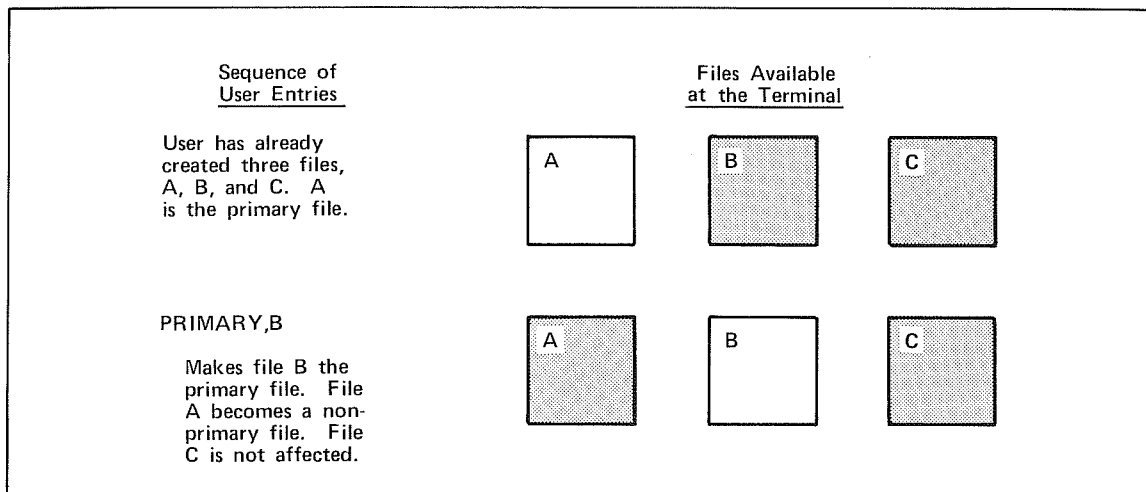 Sequence of
User Entries
Files Available
at the Terminal
User has already
created three files,
A, B, and C. A
is the primary file.
A
B
C
PRIMARY,B
Makes file B the
primary file. File
A becomes a non-
primary file. File
C is not affected.
A
B
C